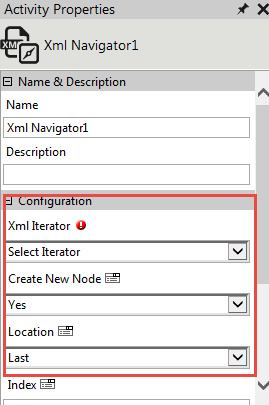 Activity Properties
XML
Xml Navigator1
Name & Description
Name
Xml Navigator1
Description
Configuration
Xml Iterator
Select Iterator
Create New Node
Yes
Location
Last
Index